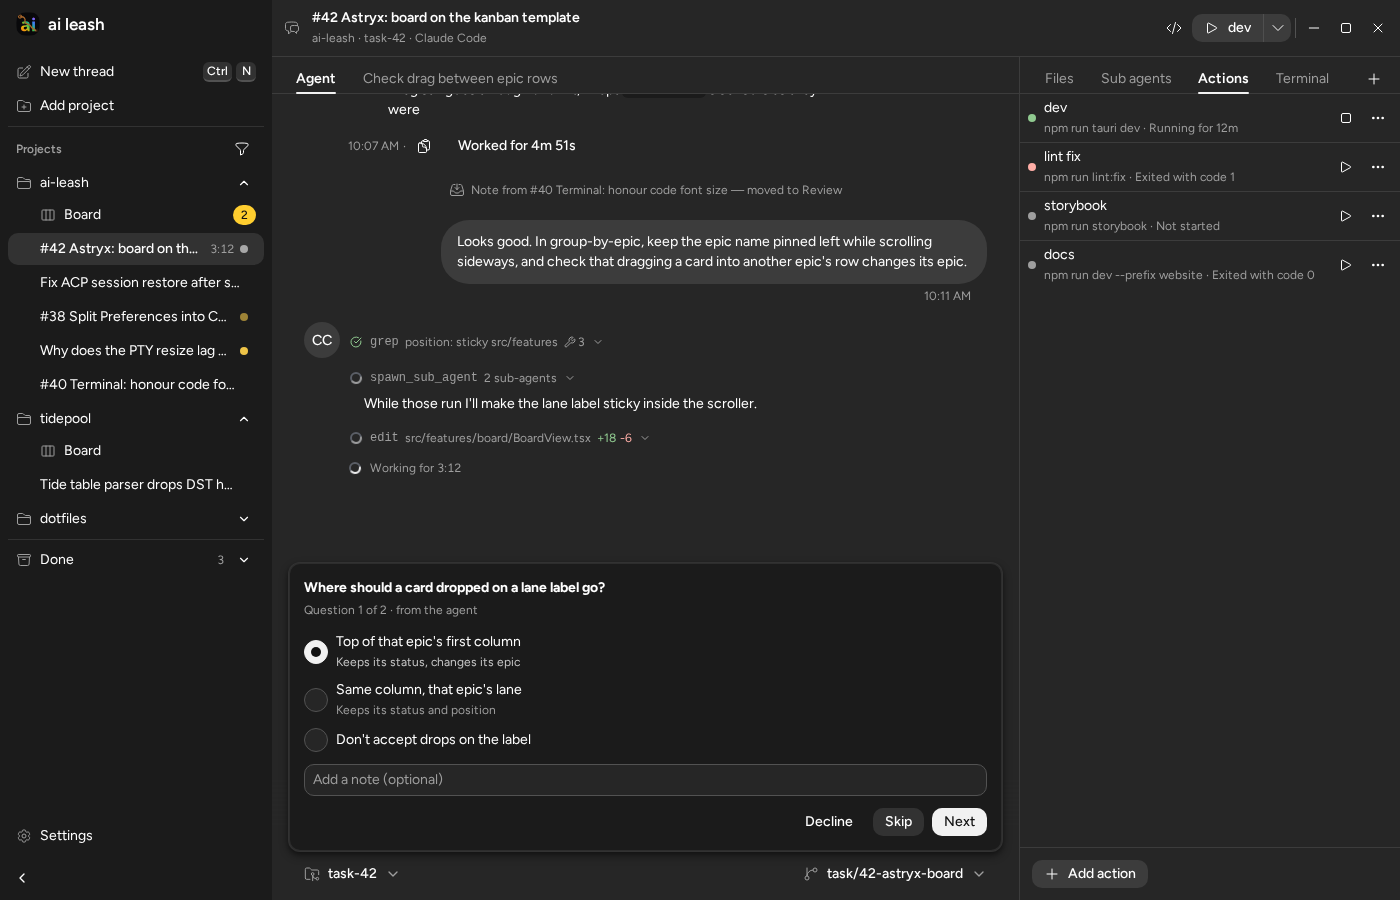 ai leash
New thread
Ctrl
N
Add project
Projects
ai-leash
Board
2
#42 Astryx: board on th...
3:12
Fix ACP session restore after s...
#38 Split Preferences into C...
Why does the PTY resize lag ...
#40 Terminal: honour code fo...
tidepool
Board
Tide table parser drops DST h...
dotfiles
Done
3
Settings
#42 Astryx: board on the kanban template
ai-leash · task-42 · Claude Code
dev
Agent
Check drag between epic rows
were
10:07 AM ·
Worked for 4m 51s
Note from #40 Terminal: honour code font size — moved to Review
Looks good. In group-by-epic, keep the epic name pinned left while scrolling
sideways, and check that dragging a card into another epic's row changes its epic.
10:11 AM
CC
grep position: sticky src/features 3
spawn_sub_agent 2 sub-agents
While those run I'll make the lane label sticky inside the scroller.
edit src/features/board/BoardView.tsx +18 -6
Working for 3:12
Where should a card dropped on a lane label go?
Question 1 of 2 · from the agent
Top of that epic's first column
Keeps its status, changes its epic
Same column, that epic's lane
Keeps its status and position
Don't accept drops on the label
Add a note (optional)
Decline
Skip
Next
task-42
task/42-astryx-board
Files
Sub agents
Actions
Terminal
dev
npm run tauri dev · Running for 12m
lint fix
npm run lint:fix · Exited with code 1
storybook
npm run storybook · Not started
docs
npm run dev --prefix website · Exited with code 0
Add action